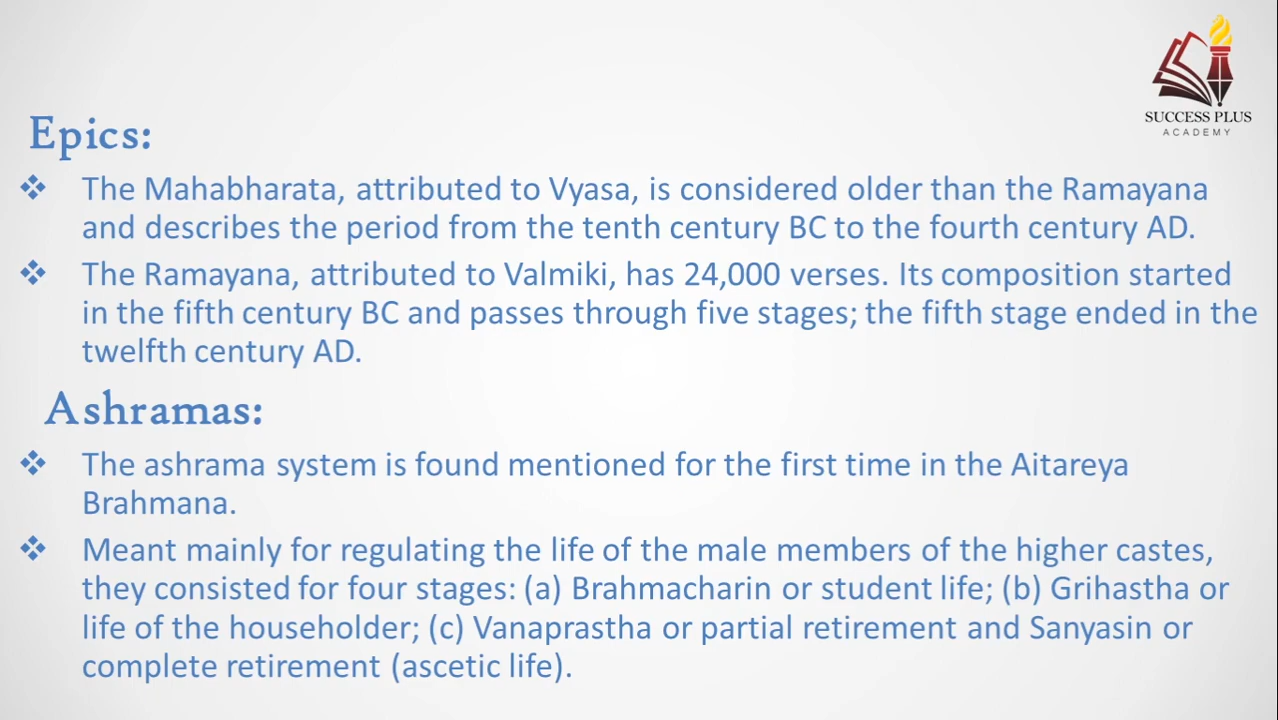 SUCCESS PLUS
ACADEMY
Epics:
❖ The Mahabharata, attributed to Vyasa, is considered older than the Ramayana
and describes the period from the tenth century BC to the fourth century AD.
❖ The Ramayana, attributed to Valmiki, has 24,000 verses. Its composition started
in the fifth century BC and passes through five stages; the fifth stage ended in the
twelfth century AD.
Ashramas:
❖ The ashrama system is found mentioned for the first time in the Aitareya
Brahmana.
❖ Meant mainly for regulating the life of the male members of the higher castes,
they consisted for four stages: (a) Brahmacharin or student life; (b) Grihastha or
life of the householder; (c) Vanaprastha or partial retirement and Sanyasin or
complete retirement (ascetic life).